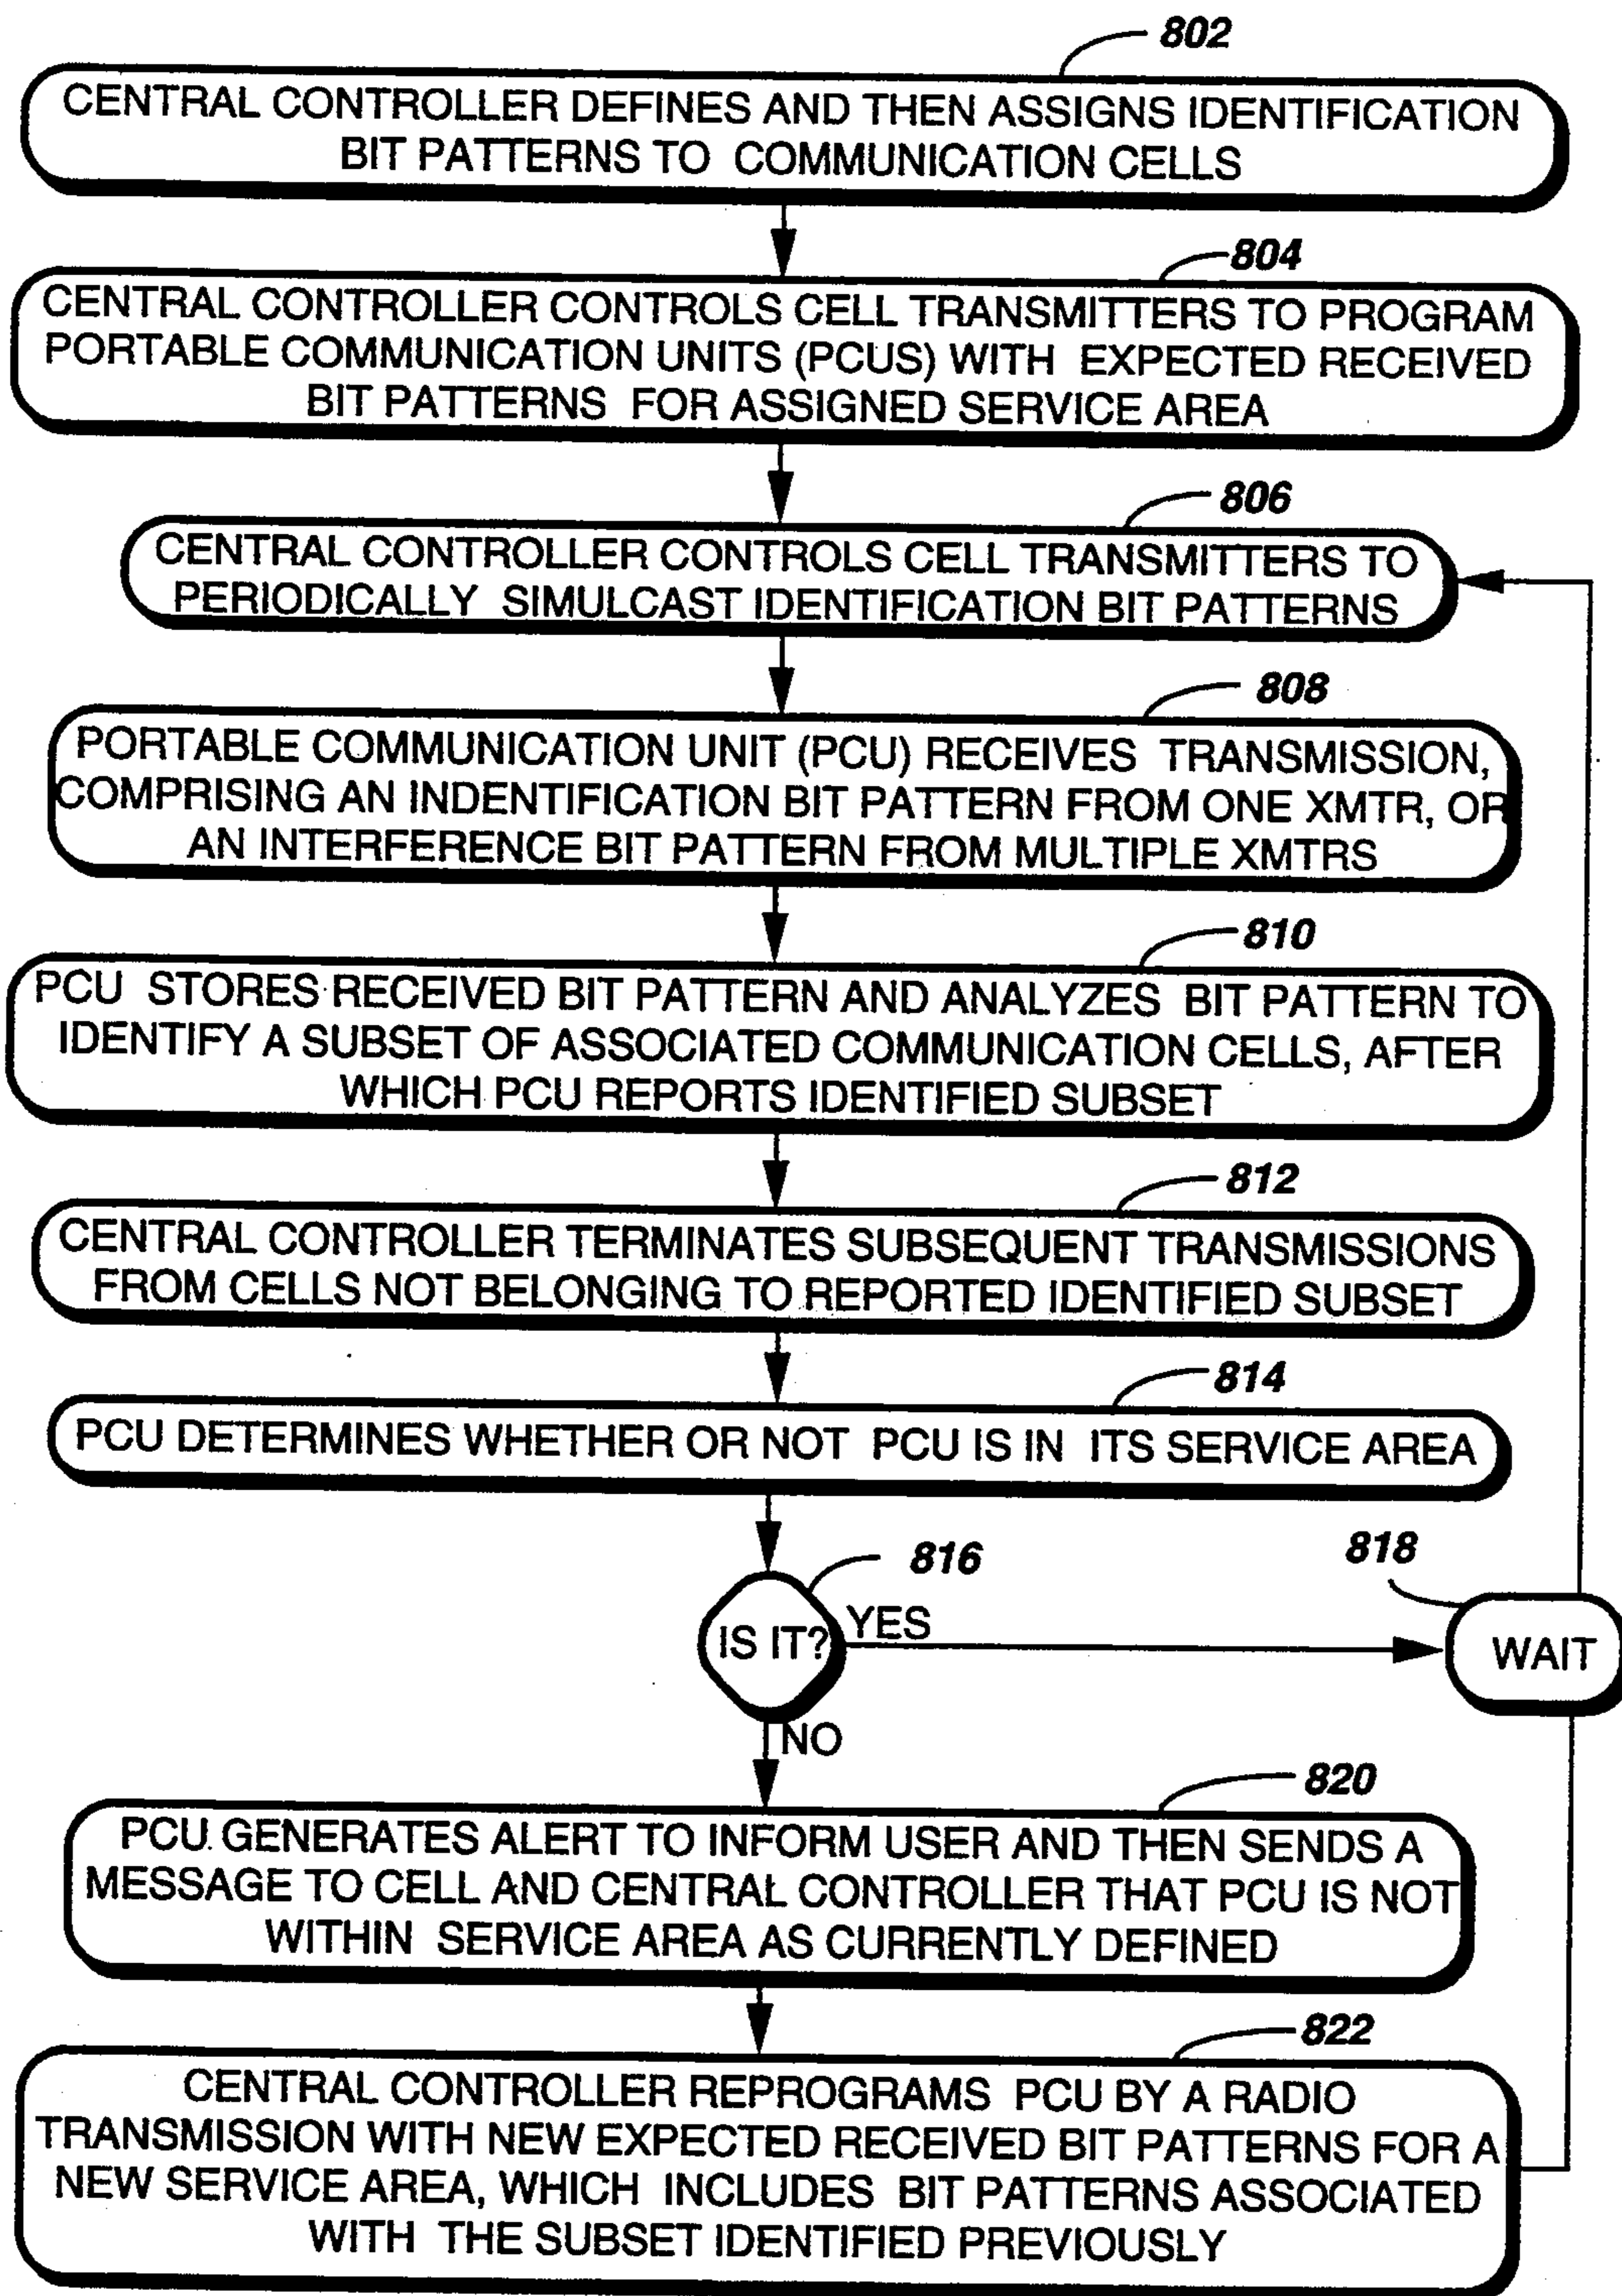 802
CENTRAL CONTROLLER DEFINES AND THEN ASSIGNS IDENTIFICATION
BIT PATTERNS TO COMMUNICATION CELLS
804
CENTRAL CONTROLLER CONTROLS CELL TRANSMITTERS TO PROGRAM
PORTABLE COMMUNICATION UNITS (PCUS) WITH EXPECTED RECEIVED
BIT PATTERNS FOR ASSIGNED SERVICE AREA
806
CENTRAL CONTROLLER CONTROLS CELL TRANSMITTERS TO
PERIODICALLY SIMULCAST IDENTIFICATION BIT PATTERNS
808
PORTABLE COMMUNICATION UNIT (PCU) RECEIVES TRANSMISSION,
COMPRISING AN INDENTIFICATION BIT PATTERN FROM ONE XMTR, OR
AN INTERFERENCE BIT PATTERN FROM MULTIPLE XMTRS
810
PCU STORES RECEIVED BIT PATTERN AND ANALYZES BIT PATTERN TO
IDENTIFY A SUBSET OF ASSOCIATED COMMUNICATION CELLS, AFTER
WHICH PCU REPORTS IDENTIFIED SUBSET
812
CENTRAL CONTROLLER TERMINATES SUBSEQUENT TRANSMISSIONS
FROM CELLS NOT BELONGING TO REPORTED IDENTIFIED SUBSET
814
PCU DETERMINES WHETHER OR NOT PCU IS IN ITS SERVICE AREA
816
818
IS IT?
YES
WAIT
NO
820
PCU GENERATES ALERT TO INFORM USER AND THEN SENDS A
MESSAGE TO CELL AND CENTRAL CONTROLLER THAT PCU IS NOT
WITHIN SERVICE AREA AS CURRENTLY DEFINED
822
CENTRAL CONTROLLER REPROGRAMS PCU BY A RADIO
TRANSMISSION WITH NEW EXPECTED RECEIVED BIT PATTERNS FOR A
NEW SERVICE AREA, WHICH INCLUDES BIT PATTERNS ASSOCIATED
WITH THE SUBSET IDENTIFIED PREVIOUSLY